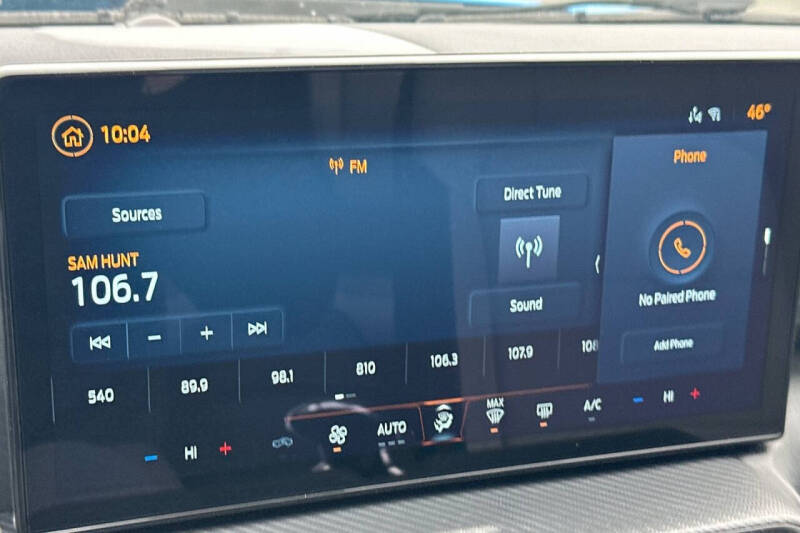 10:04
46°
FM
Phone
Direct Tune
Sources
SAM HUNT
106.7
No Paired Phone
Sound
Add Phone
540 89.9 98.1 810 106.3 107.9 108
HI AUTO MAX A/C HI